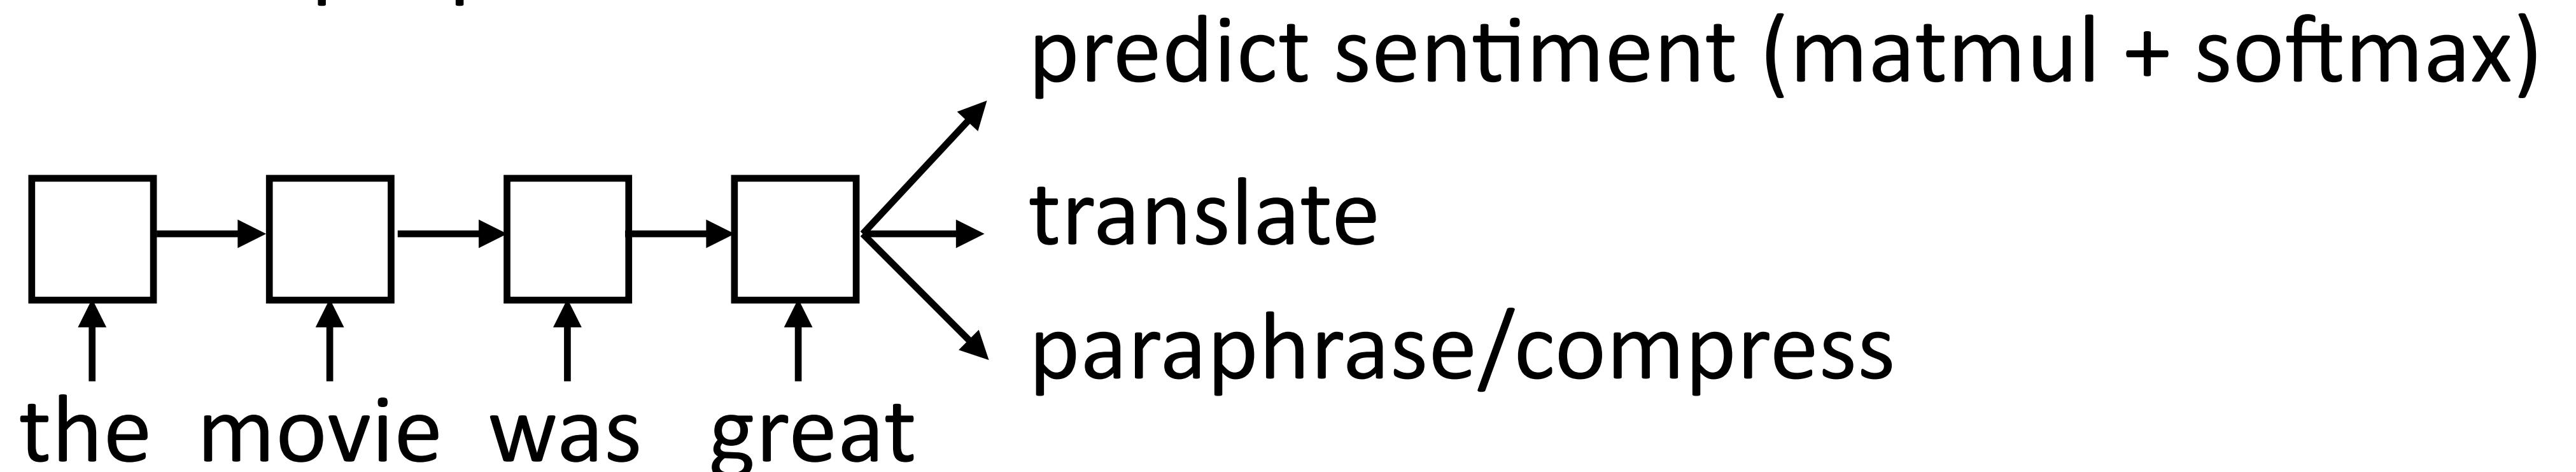 predict sentiment (matmul + softmax)
translate
paraphrase/compress
the movie was great